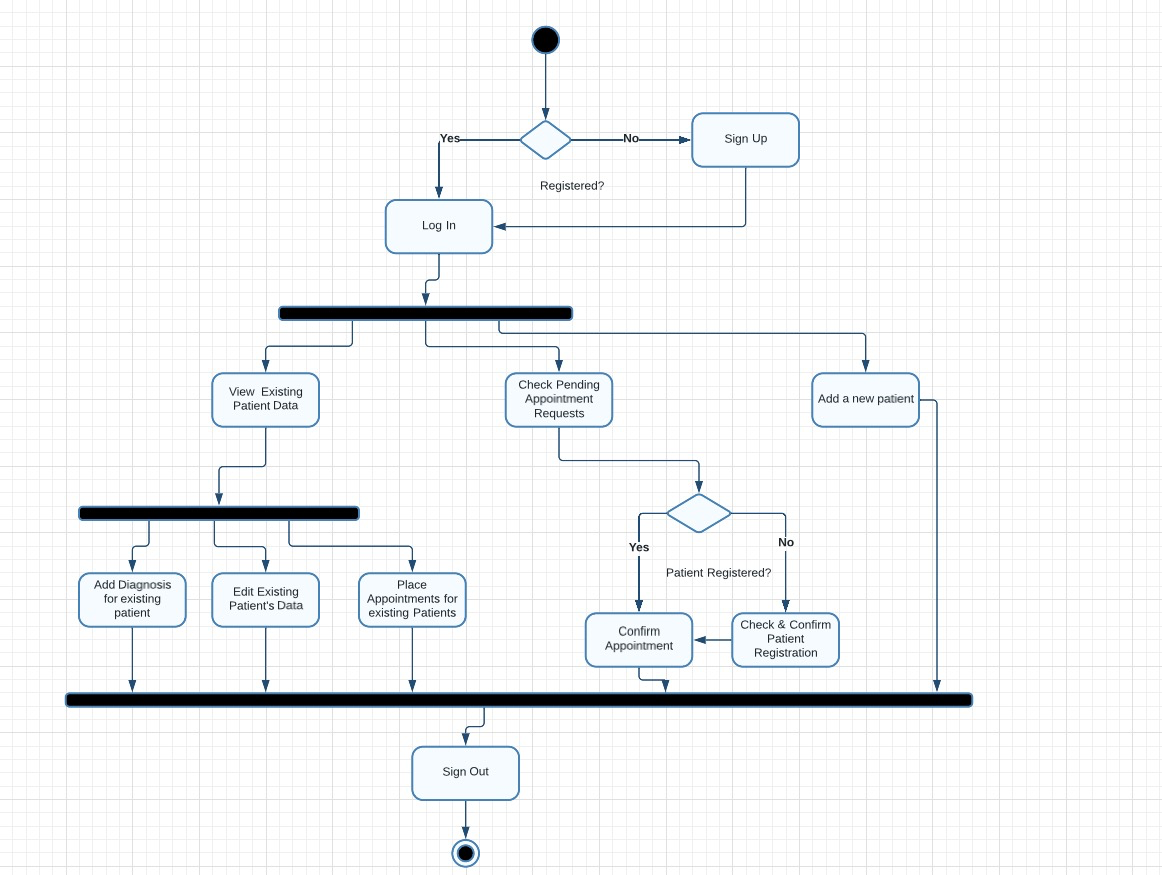 Yes
No
Sign Up
Registered?
Log In
View Existing
Patient Data
Check Pending
Appointment
Requests
Add a new patient
Yes
No
Patient Registered?
Add Diagnosis
for existing
patient
Edit Existing
Patient's Data
Place
Appointments for
existing Patients
Confirm
Appointment
Check & Confirm
Patient
Registration
Sign Out